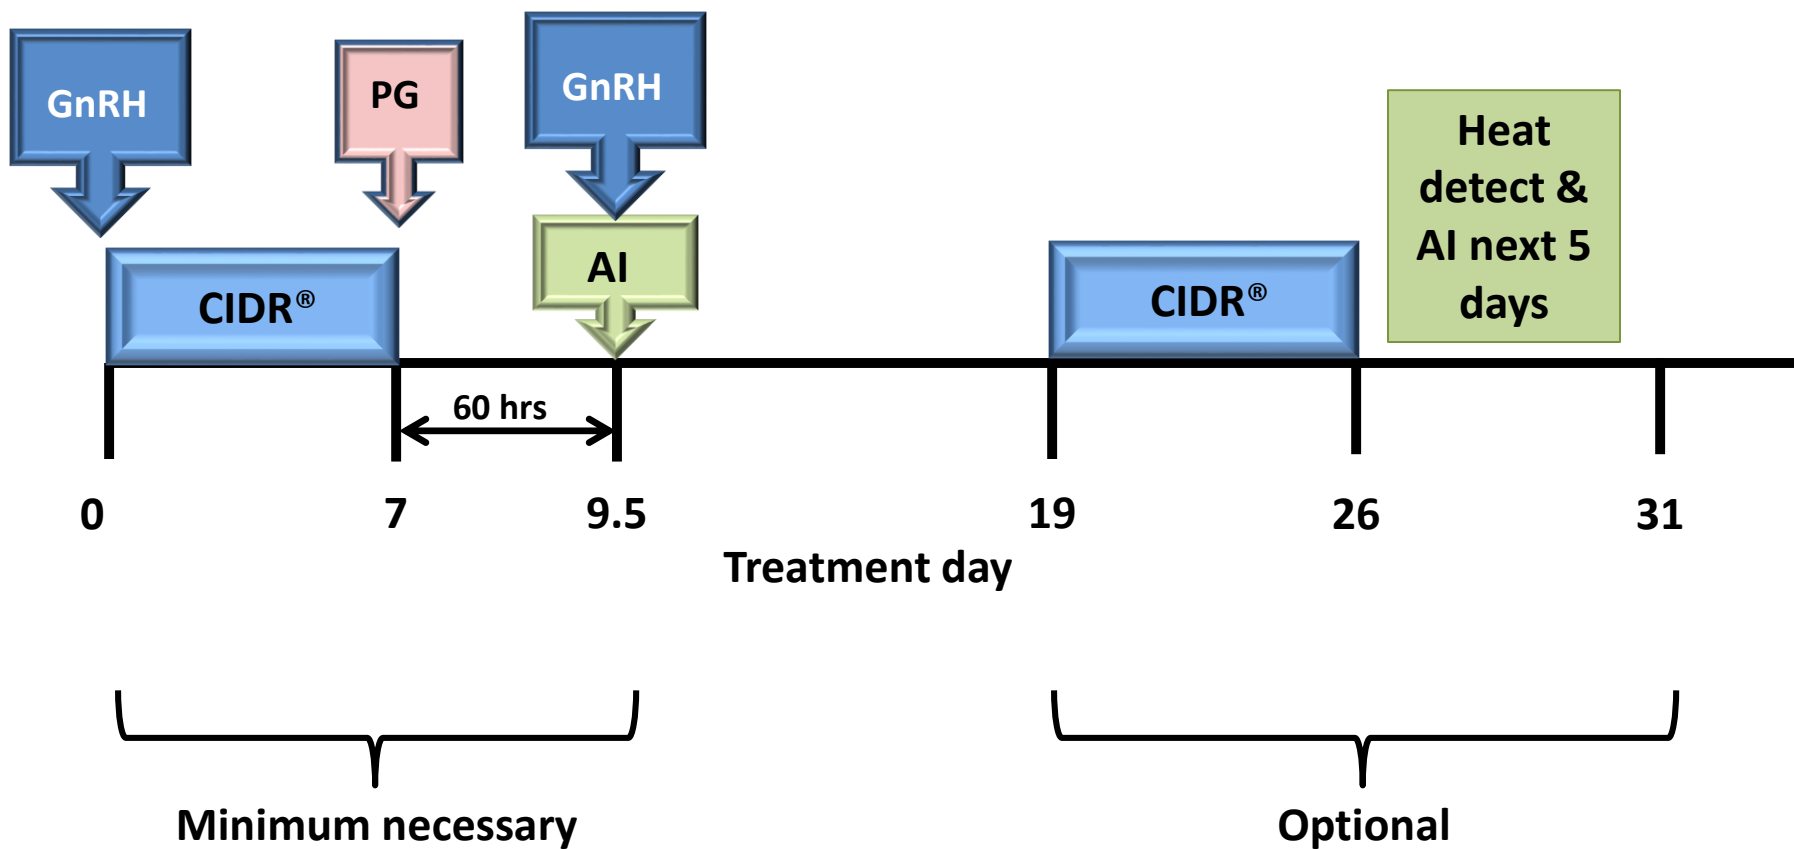 GnRH
PG
GnRH
AI
CIDR®
CIDR®
Heat
detect &
AI next 5
days
60 hrs
0
7
9.5
19
26
31
Treatment day
Minimum necessary
Optional